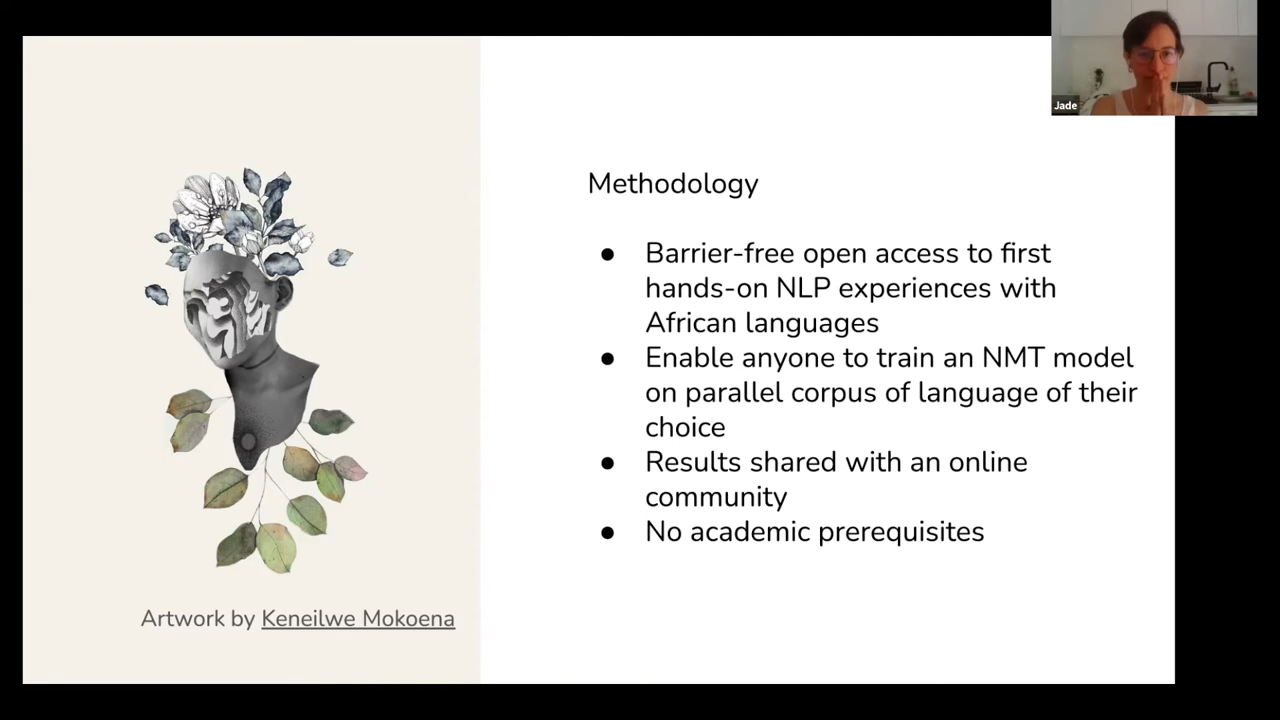 Jade
Methodology
● Barrier-free open access to first
hands-on NLP experiences with
African languages
● Enable anyone to train an NMT model
on parallel corpus of language of their
choice
● Results shared with an online
community
● No academic prerequisites
Artwork by Keneilwe Mokoena